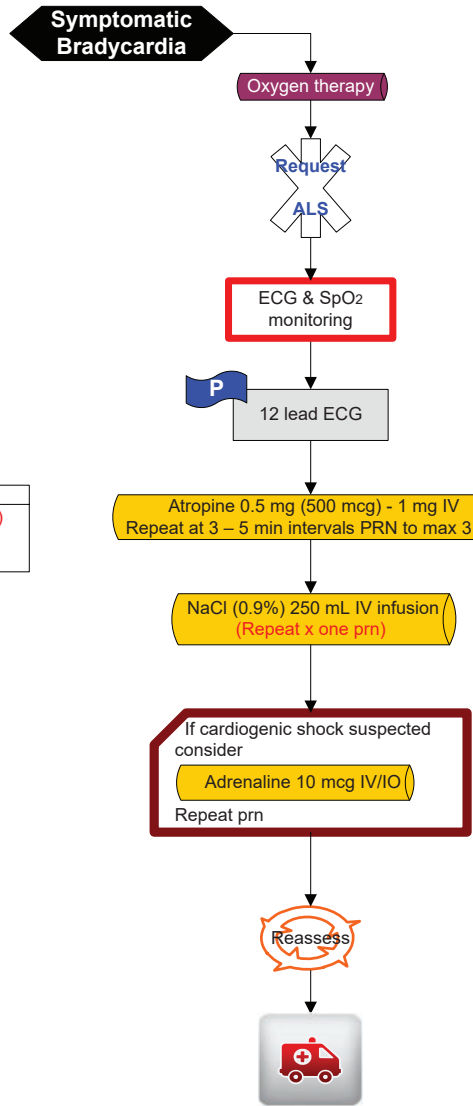 Symptomatic
Bradycardia
Oxygen therapy
Request
ALS
ECG & SpO2
monitoring
P
12 lead ECG
)
Atropine 0.5 mg (500 mcg) - 1 mg IV
Repeat at 3 – 5 min intervals PRN to max 3
NaCl (0.9%) 250 mL IV infusion
(Repeat x one prn)
If cardiogenic shock suspected
consider
Adrenaline 10 mcg IV/IO
Repeat prn
Reassess